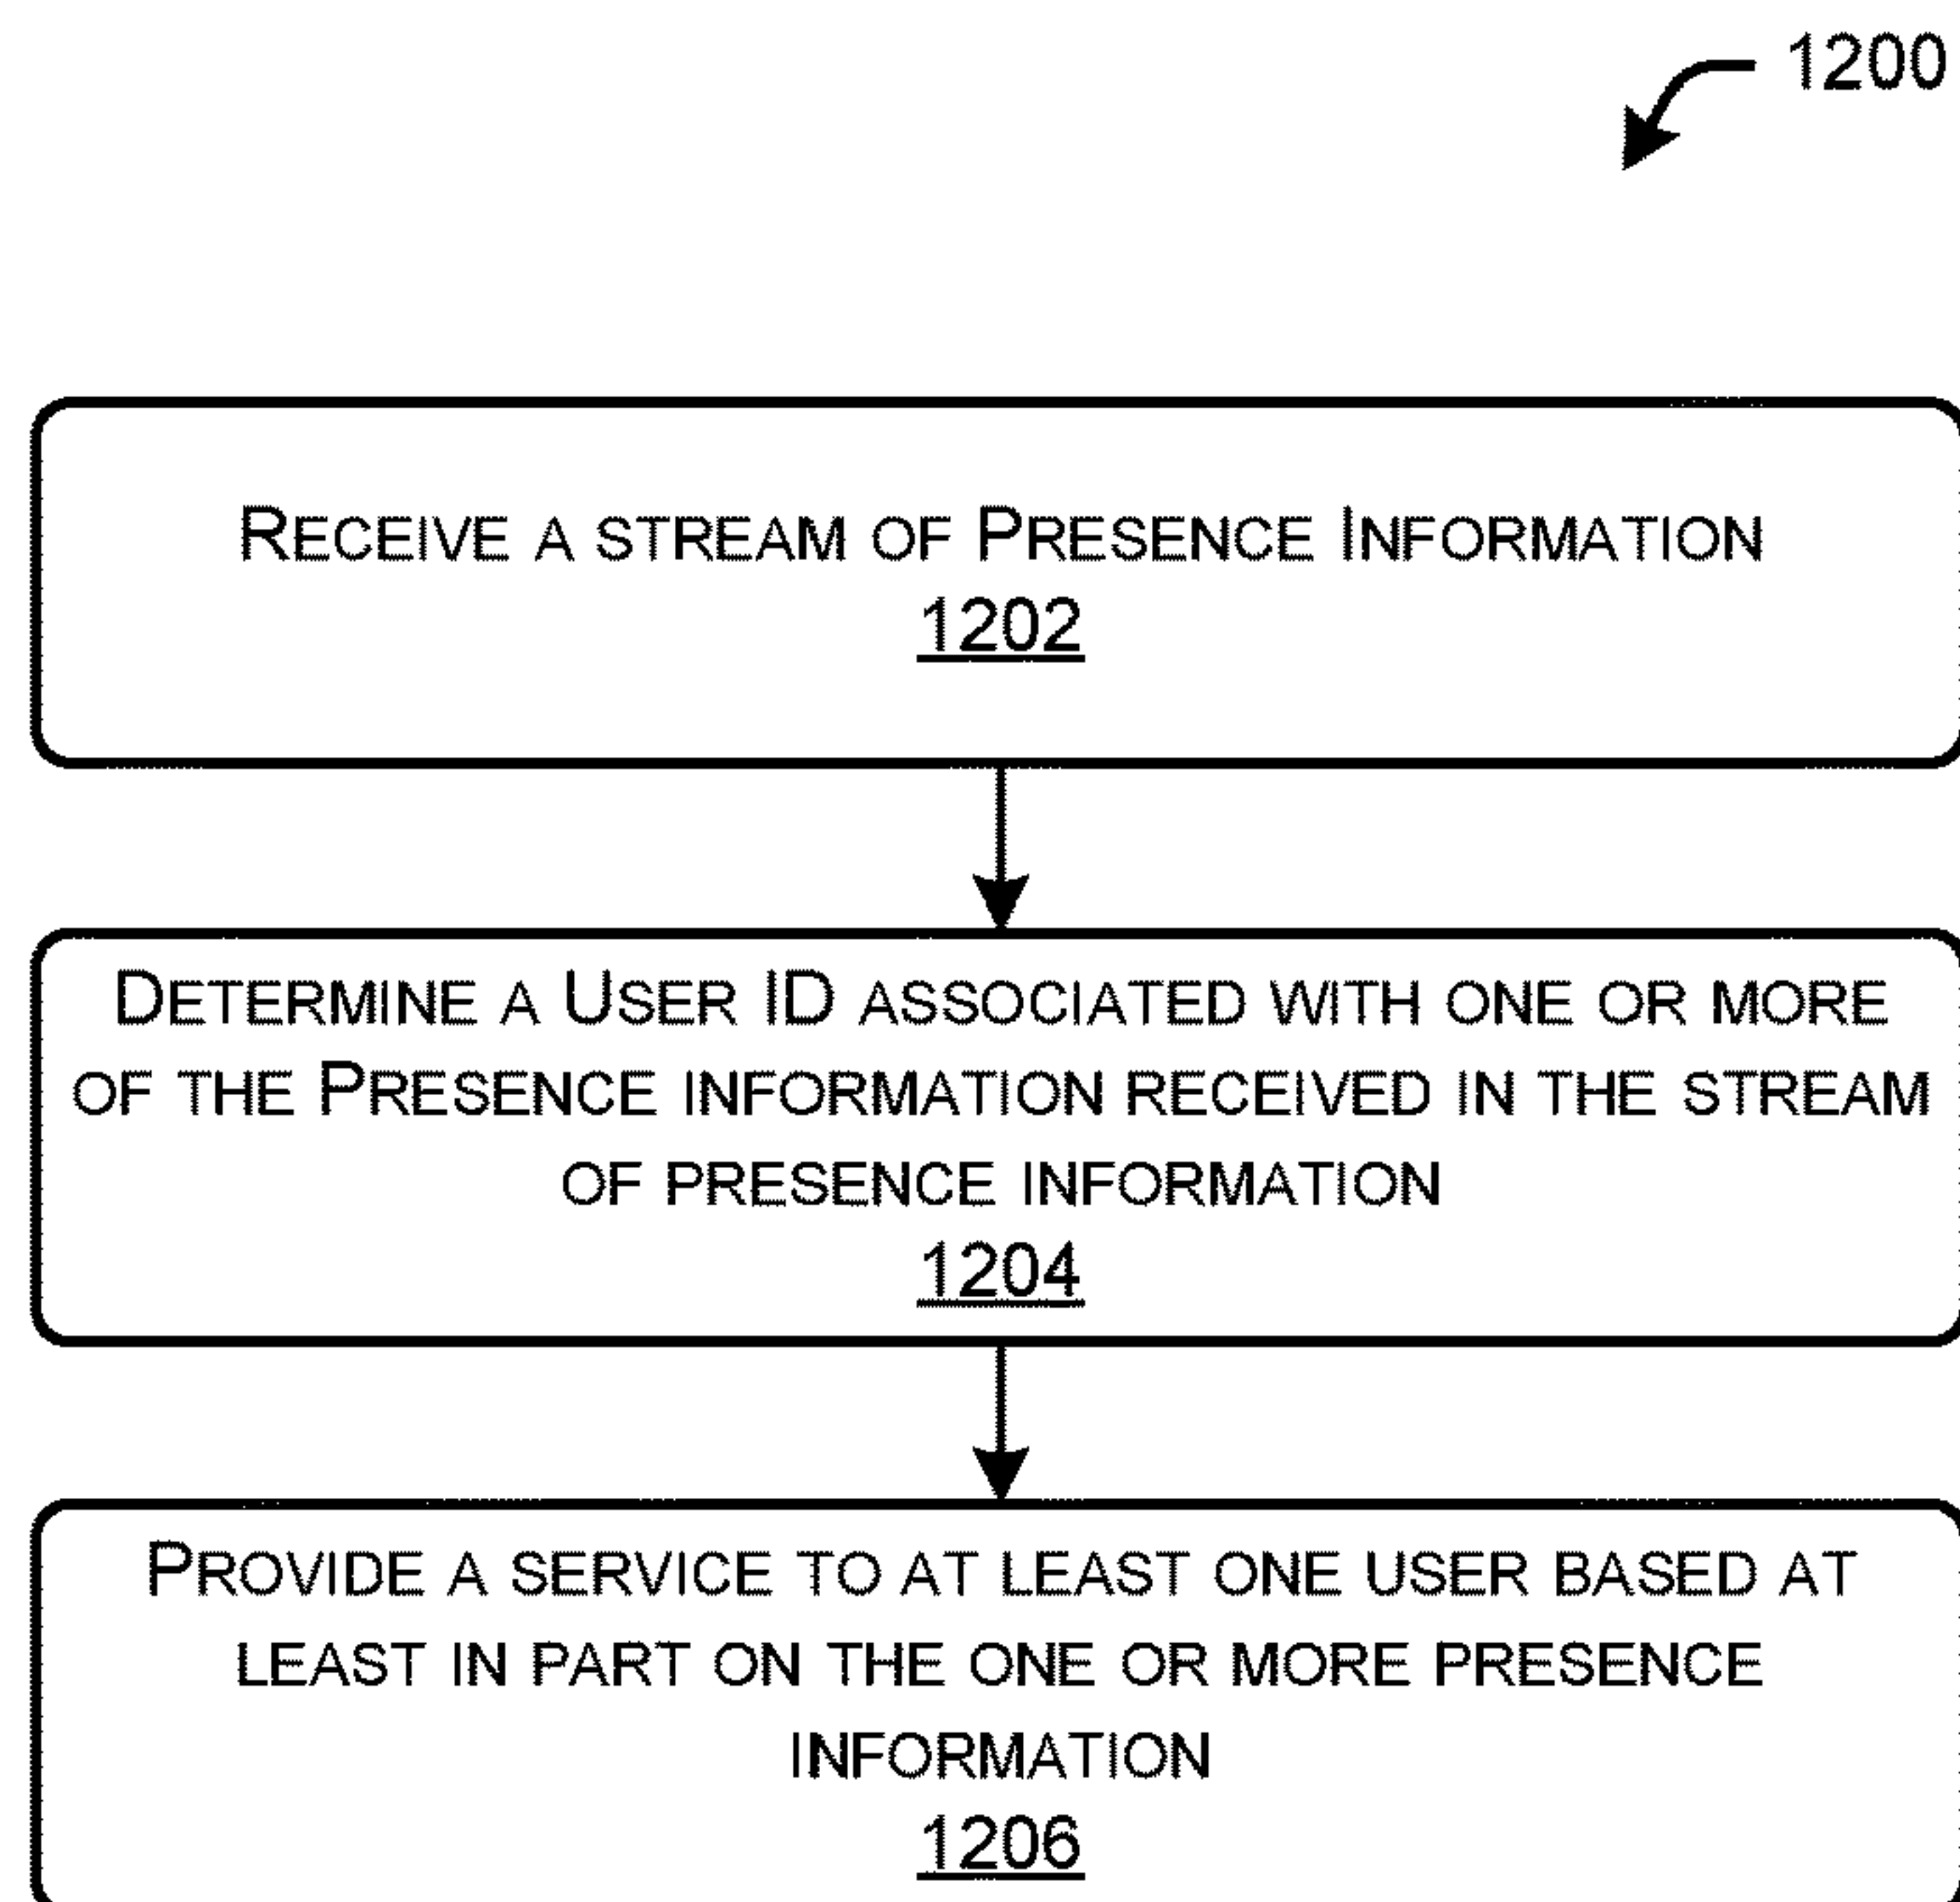 1200
RECEIVE A STREAM OF PRESENCE INFORMATION
1202
DETERMINE A USER ID ASSOCIATED WITH ONE OR MORE
OF THE PRESENCE INFORMATION RECEIVED IN THE STREAM
OF PRESENCE INFORMATION
1204
PROVIDE A SERVICE TO AT LEAST ONE USER BASED AT
LEAST IN PART ON THE ONE OR MORE PRESENCE
INFORMATION
1206